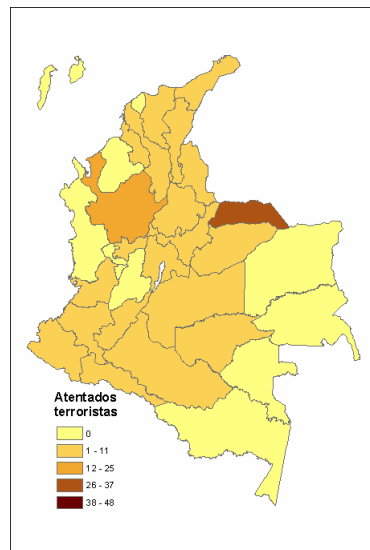 Atentados
terroristas
0
1 - 11
12 - 25
26 - 37
38 - 48